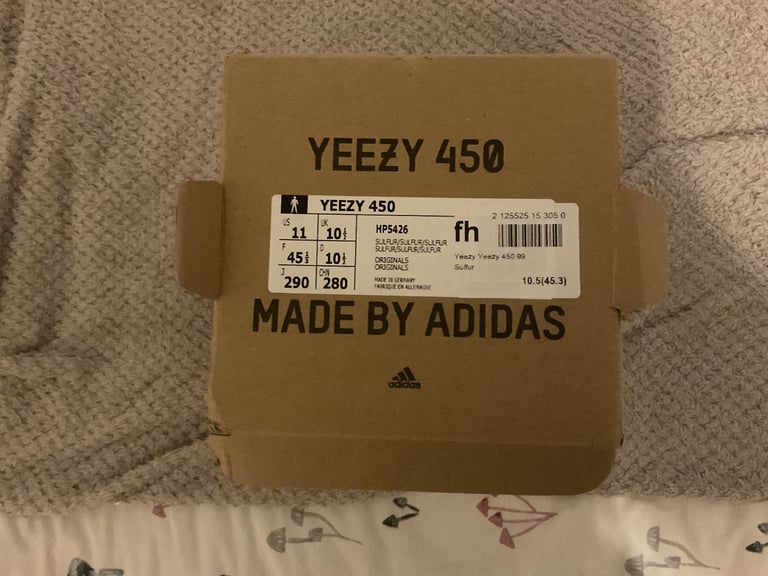 YEEZY 450
YEEZY 450
US 11 UK 10½
F 45⅓ D 10½
J 290 CHN 280
HP5426
SULFUR/SULFUR/SULFUR
SULFUR/SULFUR/SULFUR
ORIGINALS
ORIGINALS
MADE IN GERMANY
FABRIQUE EN ALLEMAGNE
fh
2 125525 15 305 0
Yeezy Yeezy 450 99
Sulfur
10.5(45.3)
MADE BY ADIDAS
adidas